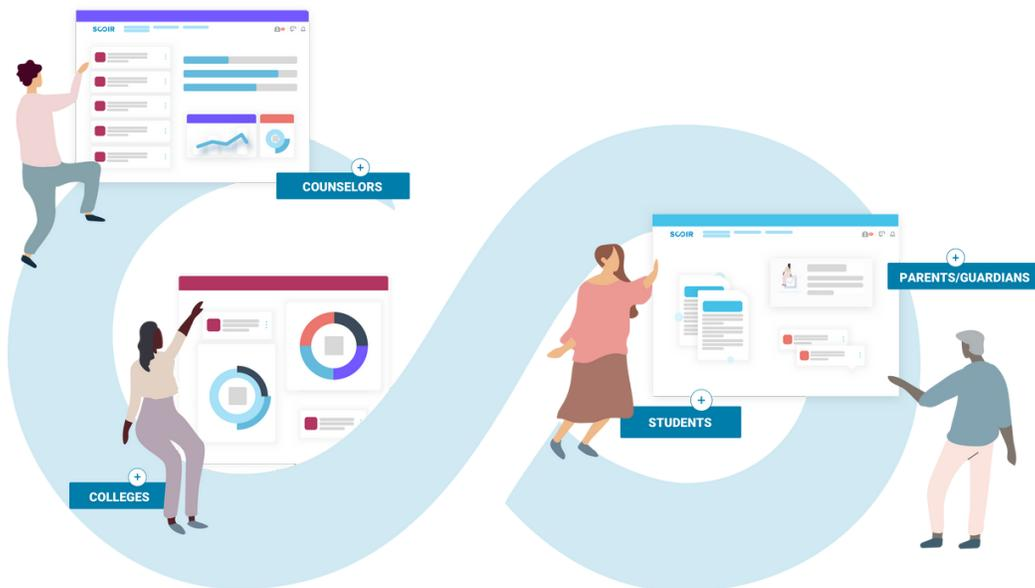 SCOIR
COUNSELORS
SCOIR
PARENTS/GUARDIANS
STUDENTS
COLLEGES